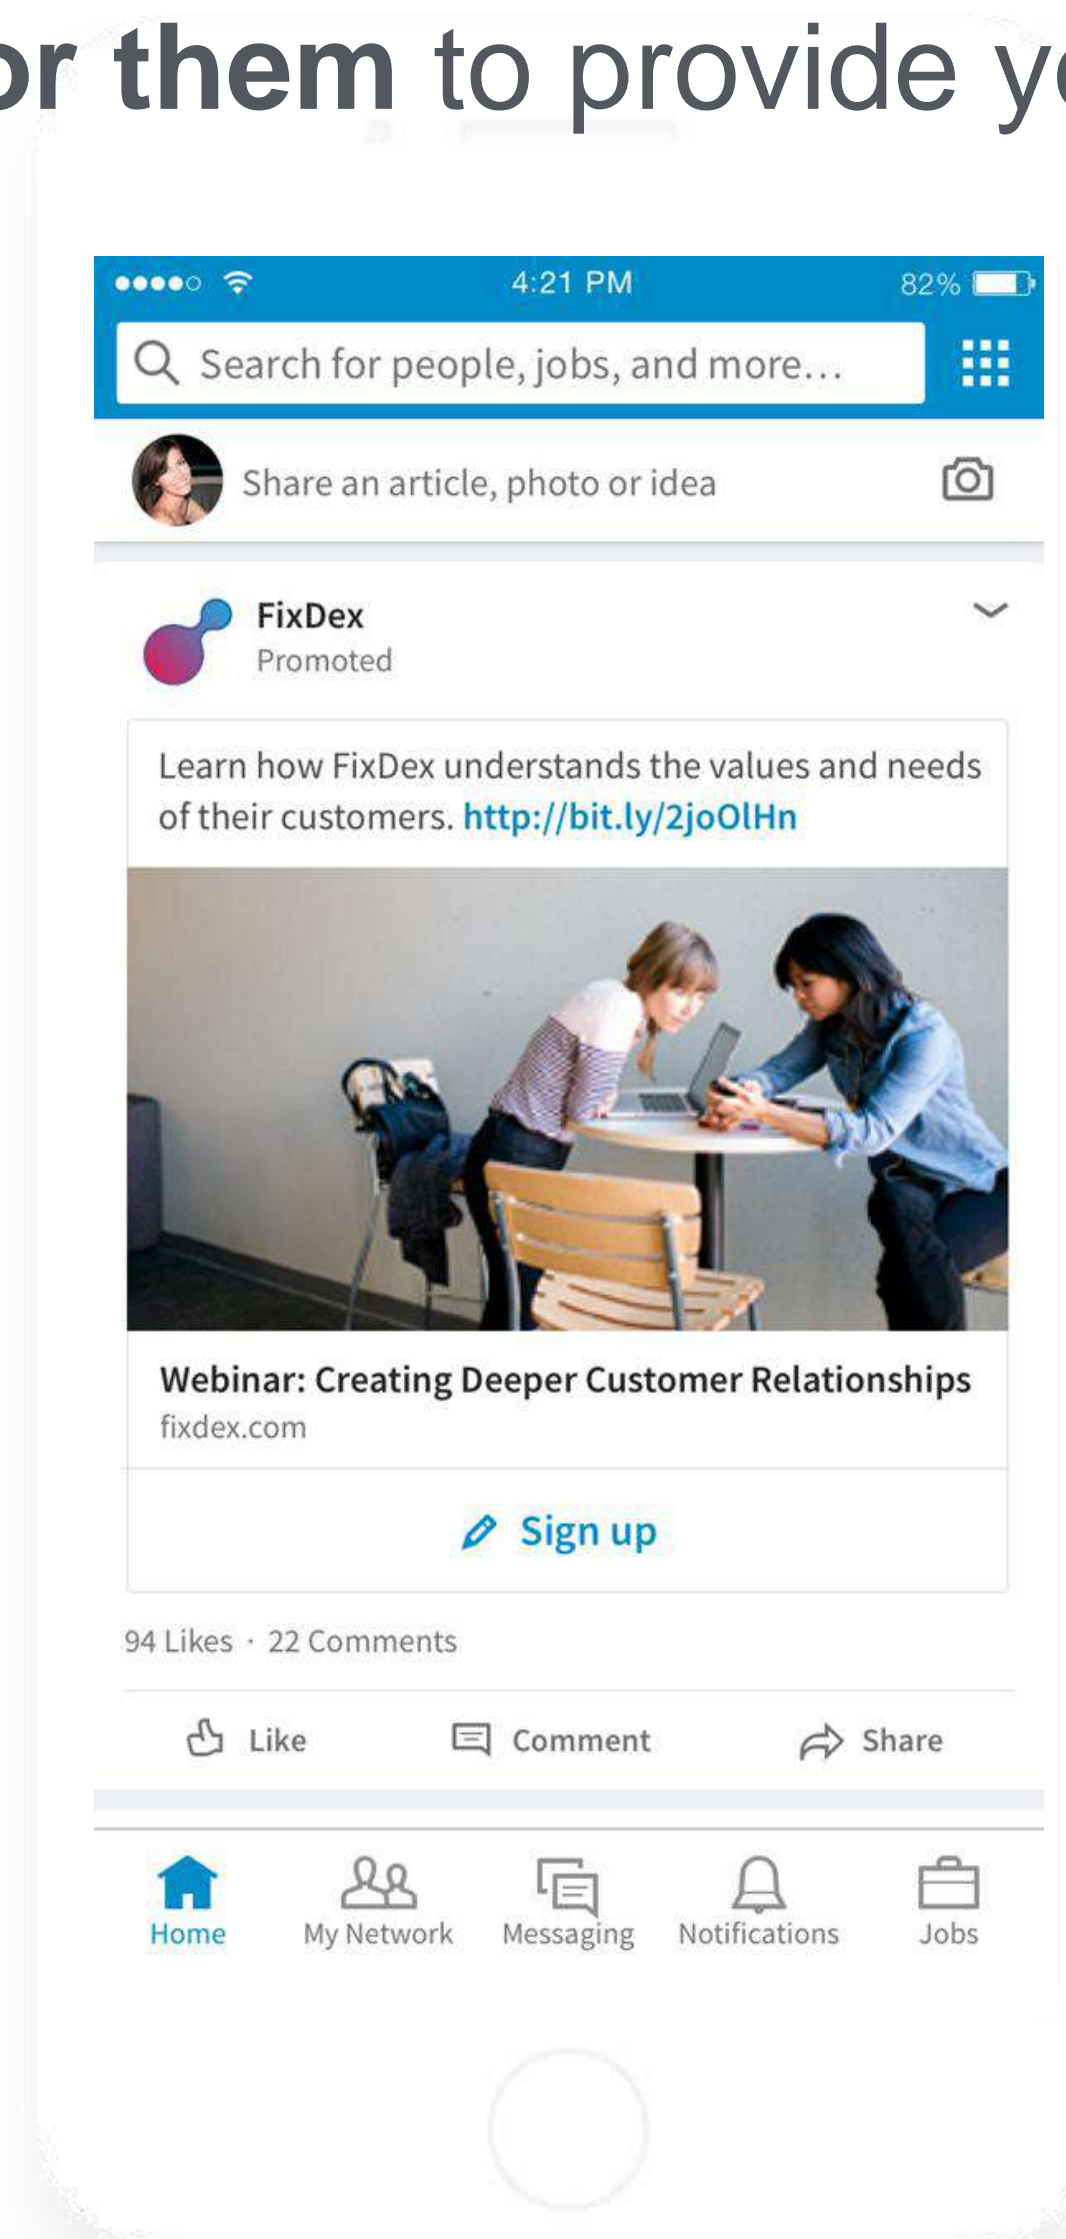 or them to provide yo
4:21 PM 82%
Search for people, jobs, and more...
Share an article, photo or idea
FixDex
Promoted
Learn how FixDex understands the values and needs
of their customers. http://bit.ly/2joOlHn
Webinar: Creating Deeper Customer Relationships
fixdex.com
Sign up
94 Likes · 22 Comments
Like Comment Share
Home My Network Messaging Notifications Jobs